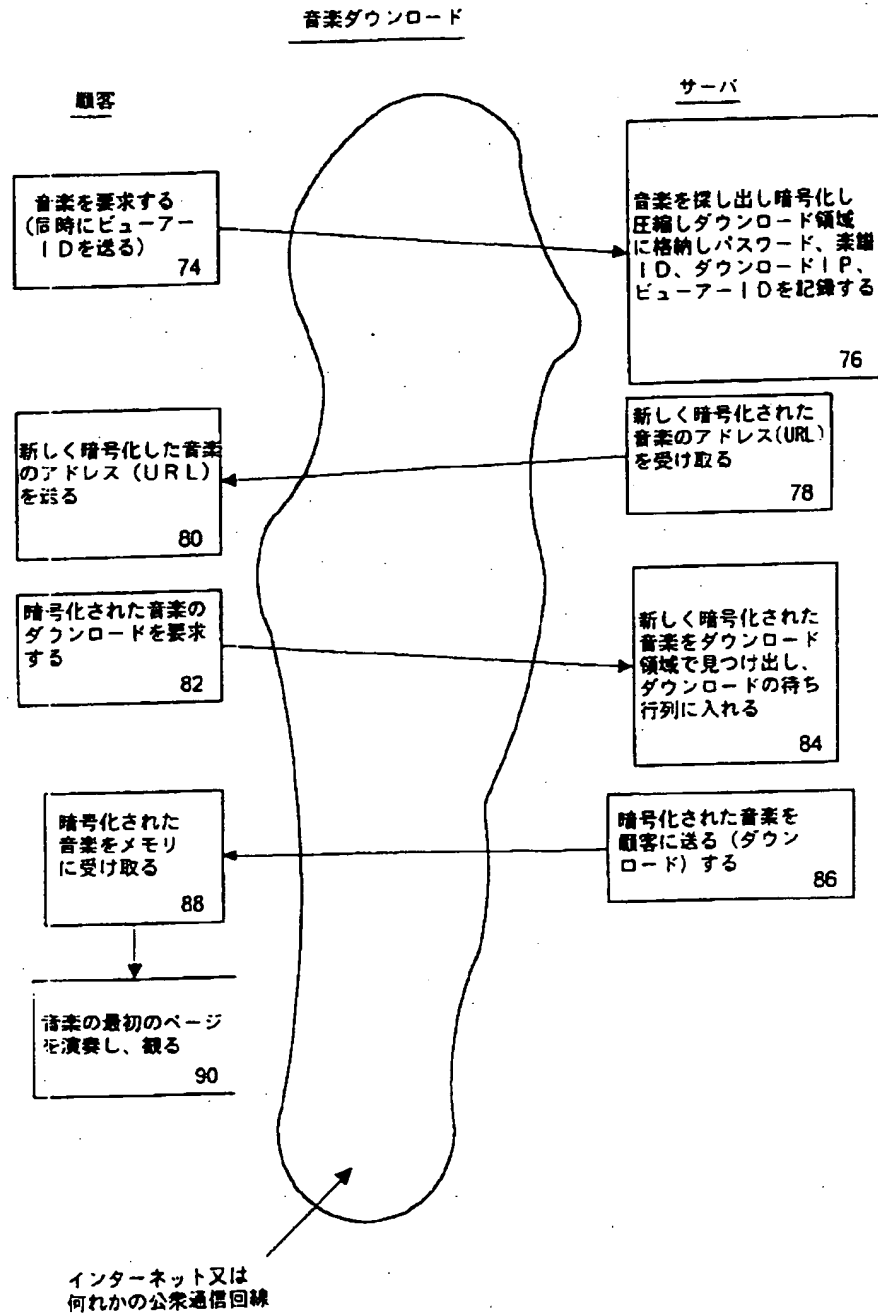 音楽ダウンロード
顧客
サーバ
音楽を要求する
(同時にビューアー
IDを送る)
74
音楽を探し出し暗号化し
圧縮しダウンロード領域
に格納しパスワード、楽譜
ID、ダウンロードIP、
ビューアーIDを記録する
76
新しく暗号化された
音楽のアドレス(URL)
を受け取る
78
新しく暗号化した音楽
のアドレス(URL)
を送る
80
暗号化された音楽の
ダウンロードを要求
する
82
新しく暗号化された
音楽をダウンロード
領域で見つけ出し、
ダウンロードの待ち
行列に入れる
84
暗号化された音楽を
顧客に送る(ダウン
ロード)する
86
暗号化された
音楽をメモリ
に受け取る
88
音楽の最初のページ
を演奏し、観る
90
インターネット又は
何れかの公衆通信回線